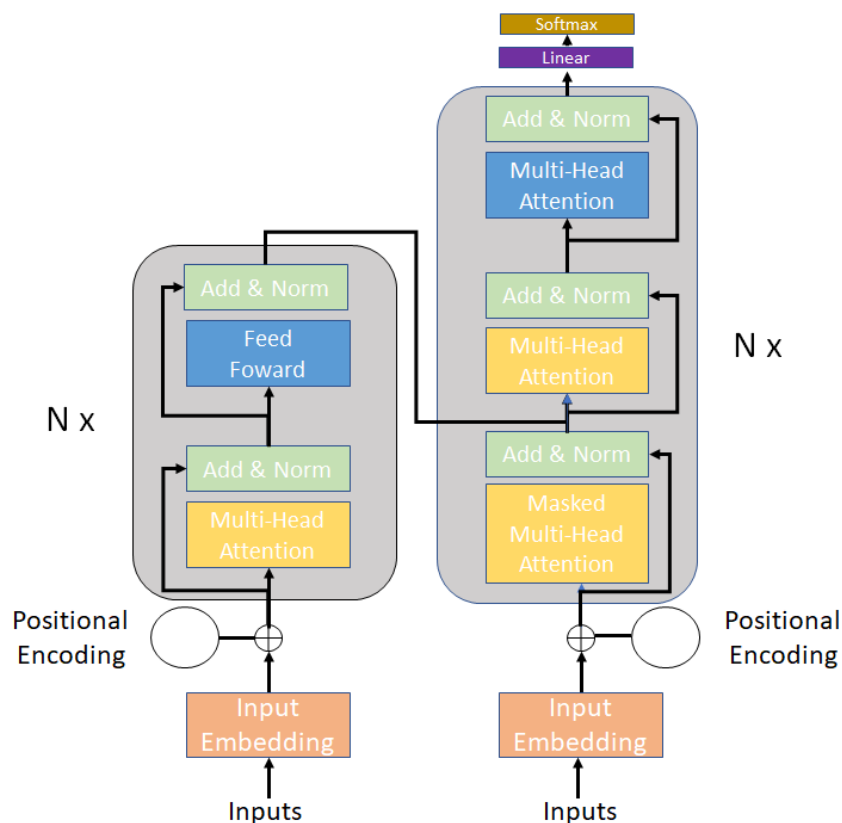 Softmax
Linear
Add & Norm
Multi-Head
Attention
Add & Norm
Multi-Head
Attention
N x
Add & Norm
Masked
Multi-Head
Attention
Add & Norm
Feed
Foward
N x
Add & Norm
Multi-Head
Attention
Positional
Encoding
Positional
Encoding
Input
Embedding
Input
Embedding
Inputs
Inputs